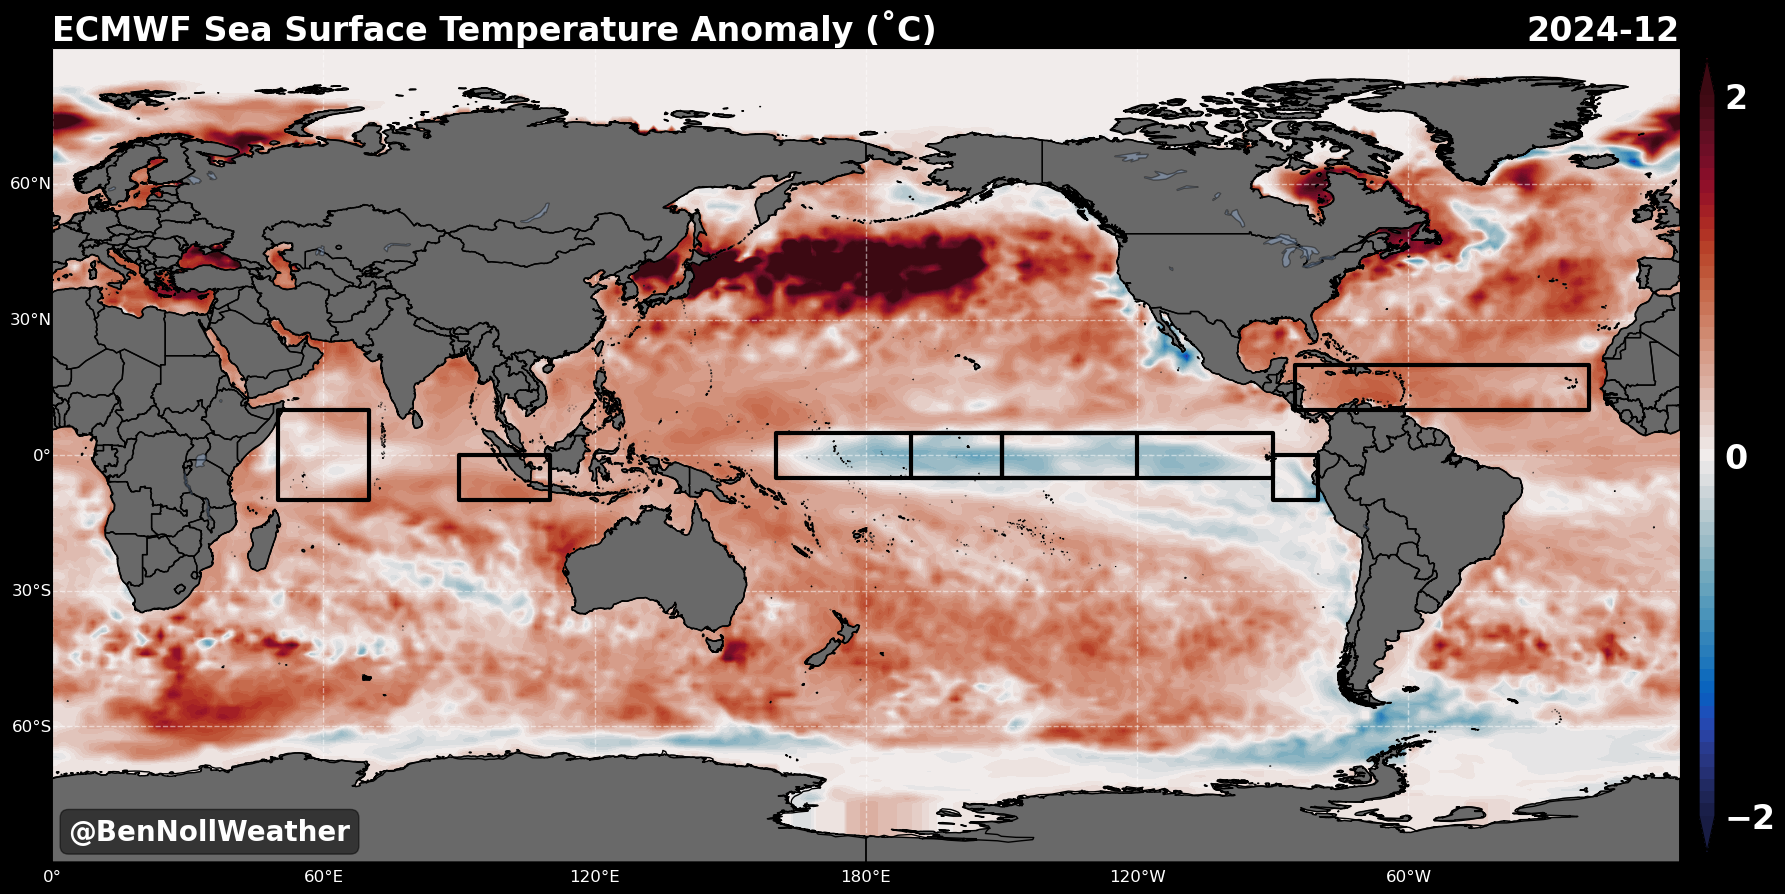 ECMWF Sea Surface Temperature Anomaly (˚C)
2024-12
2
0
−2
60°N
30°N
0°
30°S
60°S
0°
60°E
120°E
180°E
120°W
60°W
@BenNollWeather